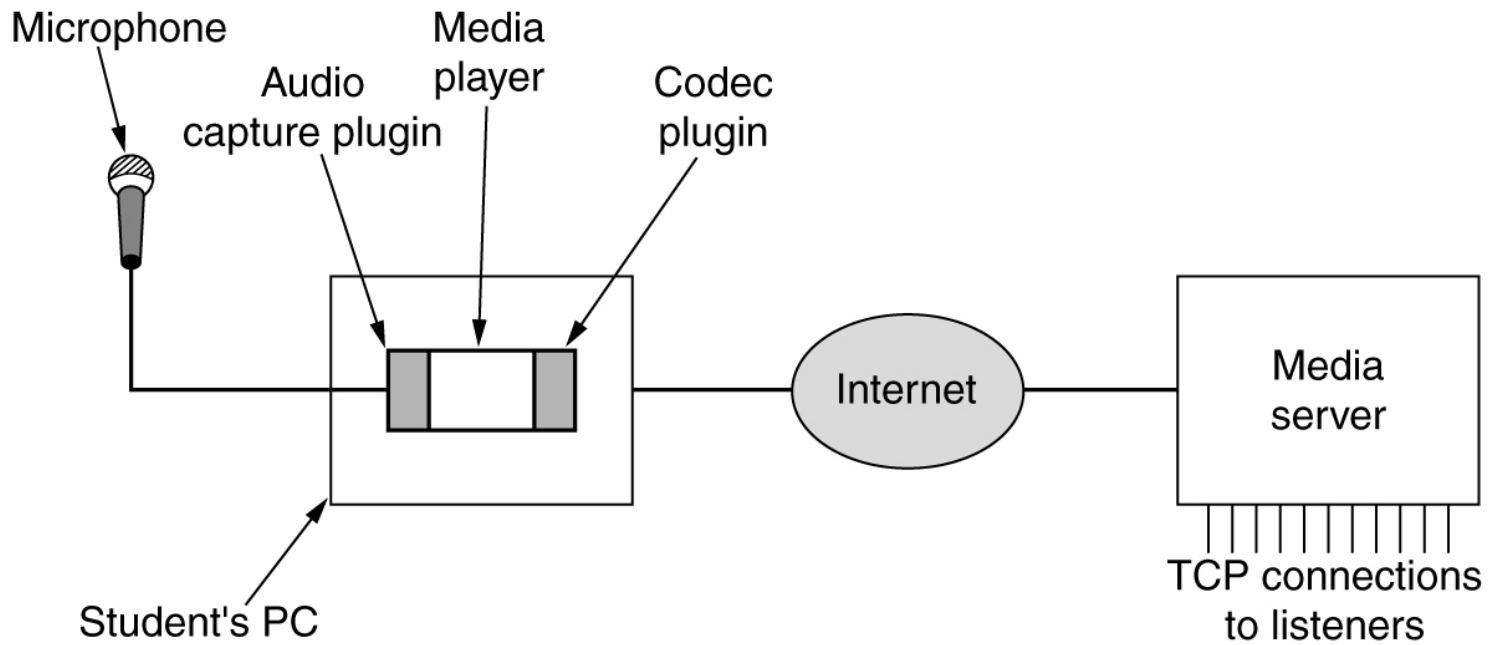 Microphone
Audio
capture plugin
Media
player
Codec
plugin
Internet
Media
server
TCP connections
to listeners
Student's PC